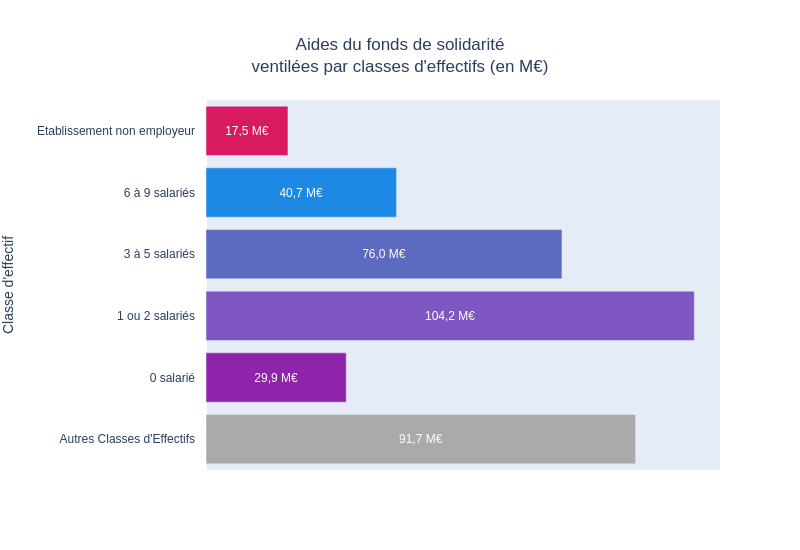 Aides du fonds de solidarité
ventilées par classes d'effectifs (en M€)
Classe d'effectif
Etablissement non employeur
17,5 M€
6 à 9 salariés
40,7 M€
3 à 5 salariés
76,0 M€
1 ou 2 salariés
104,2 M€
0 salarié
29,9 M€
Autres Classes d'Effectifs
91,7 M€